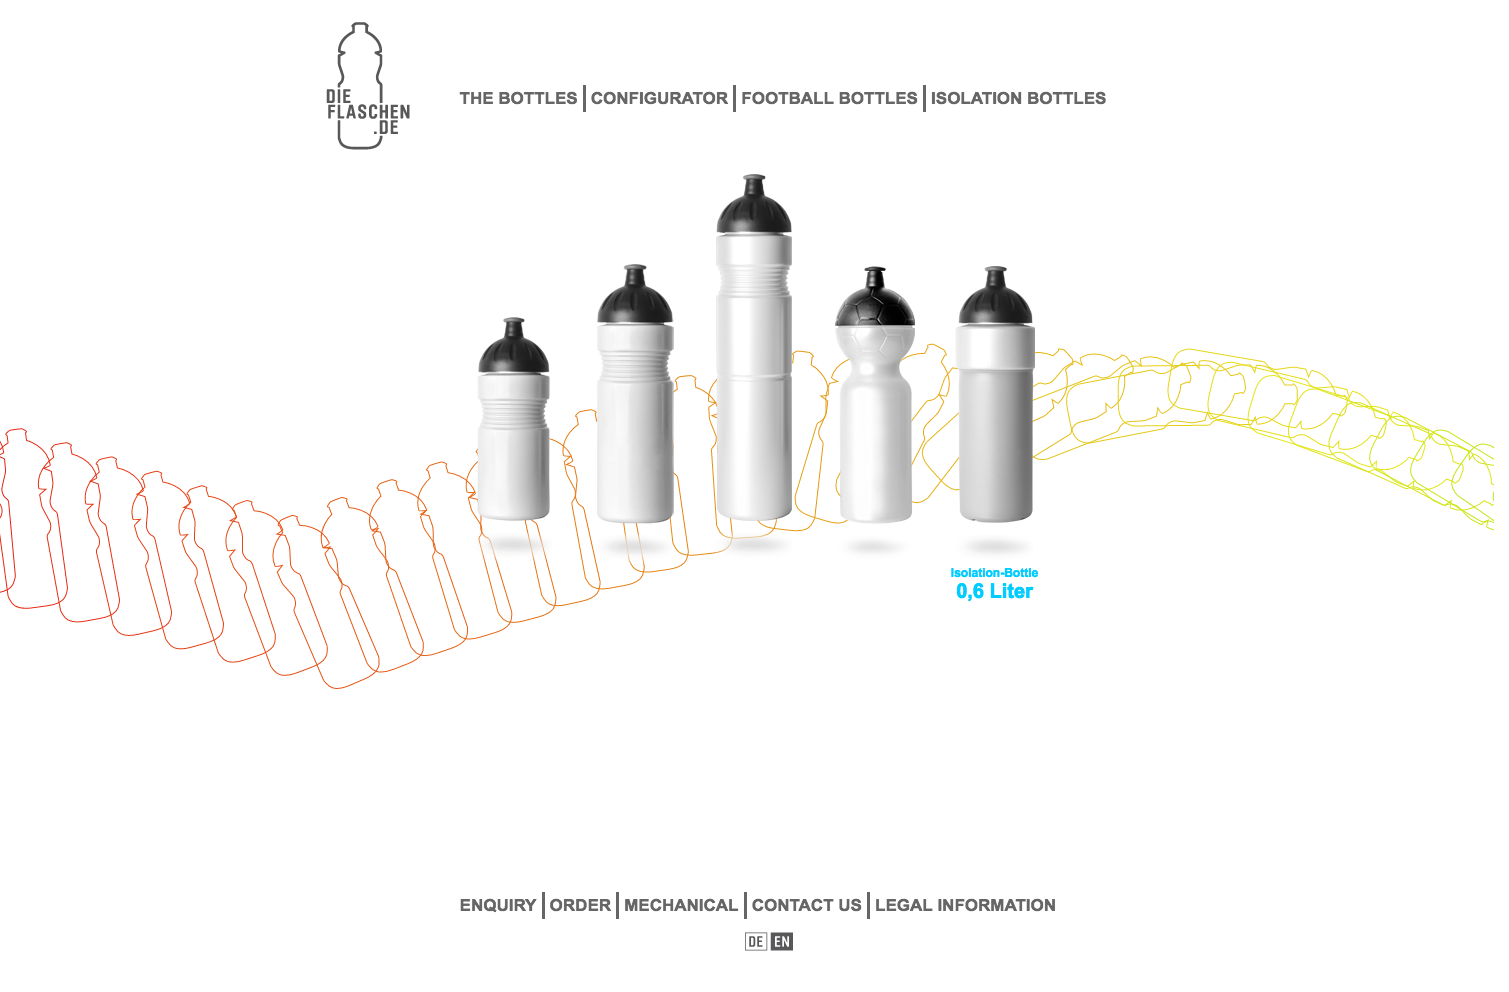 DIE
FLASCHEN
.DE
THE BOTTLES
CONFIGURATOR
FOOTBALL BOTTLES
ISOLATION BOTTLES
Isolation-Bottle
0,6 Liter
ENQUIRY
ORDER
MECHANICAL
CONTACT US
LEGAL INFORMATION
DE
EN